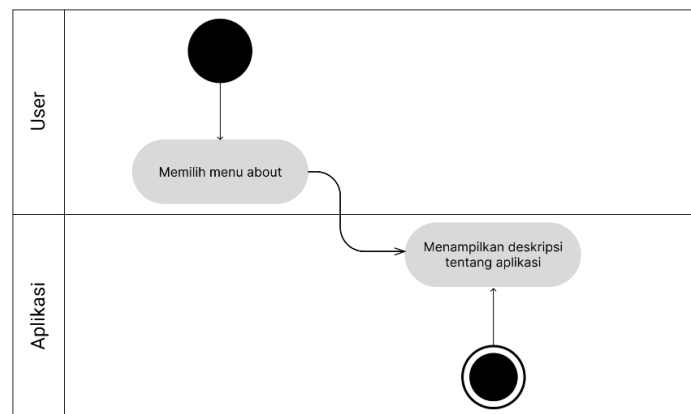 User
Memilih menu about
Aplikasi
Menampilkan deskripsi
tentang aplikasi